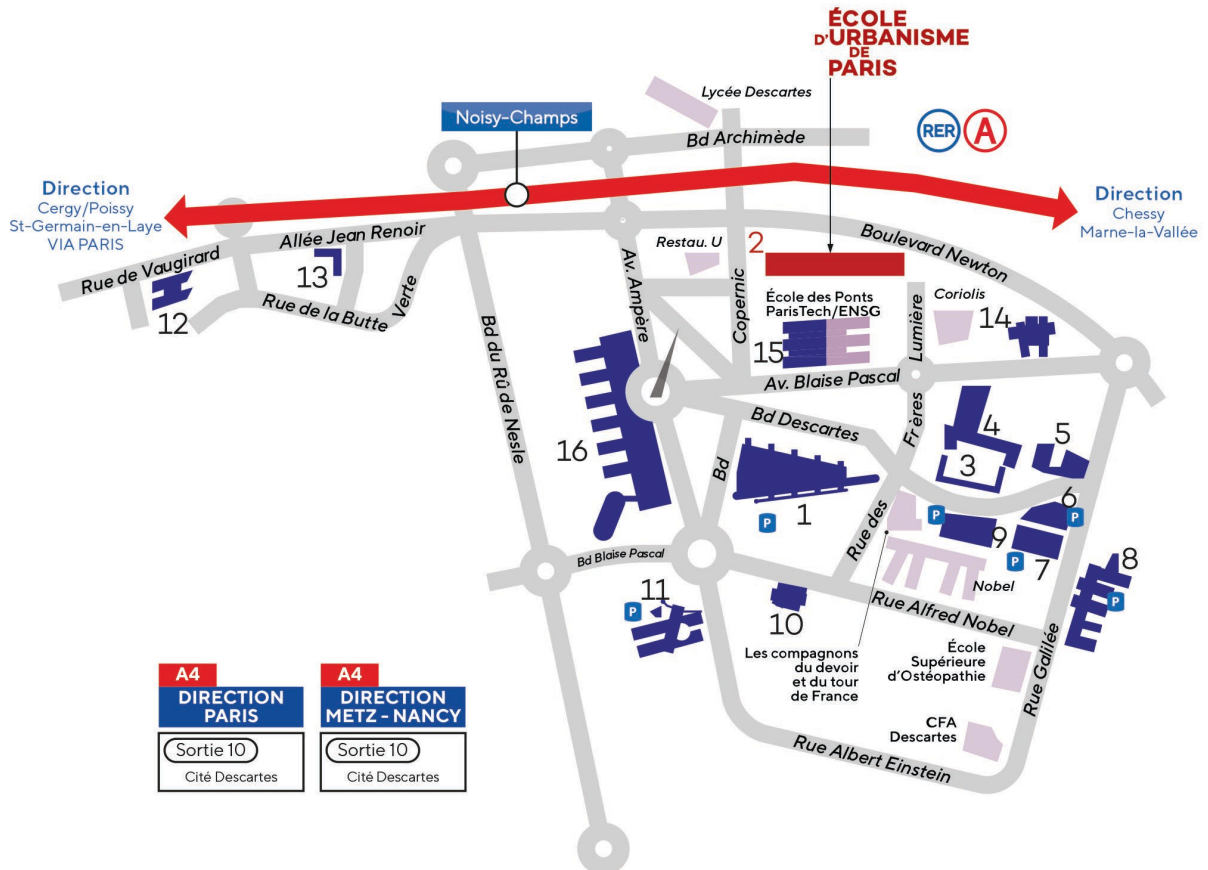 ÉCOLE
D'URBANISME
DE
PARIS
Lycée Descartes
Noisy-Champs
Bd Archimède
RER A
Direction
Cergy/Poissy
St-Germain-en-Laye
VIA PARIS
Direction
Chessy
Marne-la-Vallée
Rue de Vaugirard
Allée Jean Renoir
13
12
Rue de la Butte Verte
Av. Ampère
Restau. U
2
Copernic
Boulevard Newton
École des Ponts
ParisTech/ENSG
15
Rue des Frères Lumière
Coriolis
14
Av. Blaise Pascal
Bd du Rû de Nesle
16
Bd Descartes
Bd
1
P
4
3
5
6
P
P
9
7
P
8
P
Nobel
Bd Blaise Pascal
11
P
10
Rue Alfred Nobel
Rue Galilée
Les compagnons
du devoir
et du tour
de France
École
Supérieure
d'Ostéopathie
CFA
Descartes
Rue Albert Einstein
A4
DIRECTION
PARIS
Sortie 10
Cité Descartes
A4
DIRECTION
METZ - NANCY
Sortie 10
Cité Descartes